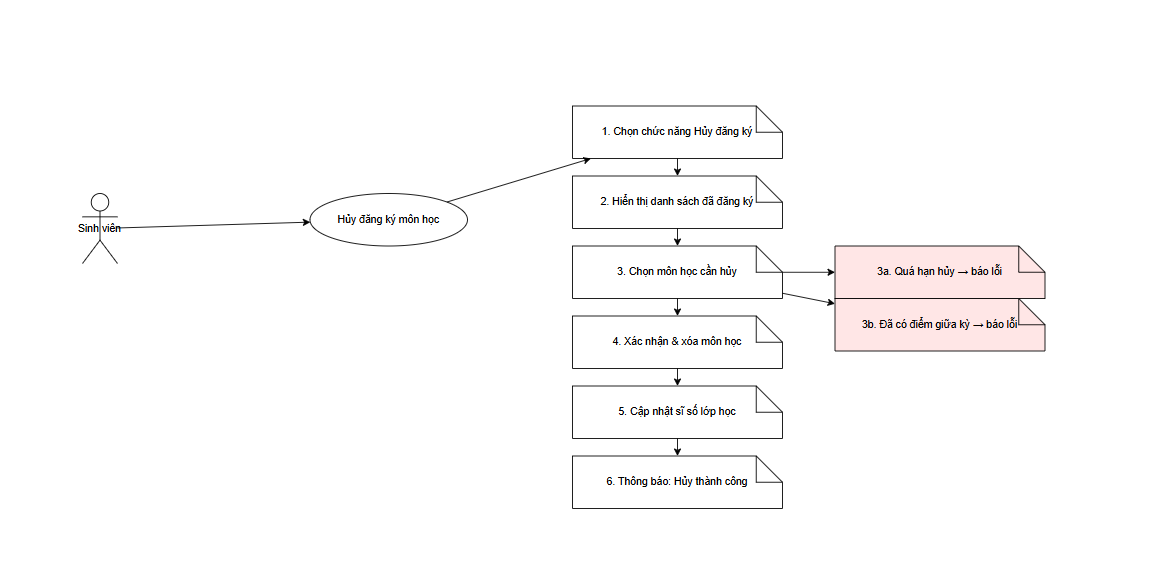 Sinh viên
Hủy đăng ký môn học
1. Chọn chức năng Hủy đăng ký
2. Hiển thị danh sách đã đăng ký
3. Chọn môn học cần hủy
3a. Quá hạn hủy → báo lỗi
3b. Đã có điểm giữa kỳ → báo lỗi
4. Xác nhận & xóa môn học
5. Cập nhật sĩ số lớp học
6. Thông báo: Hủy thành công